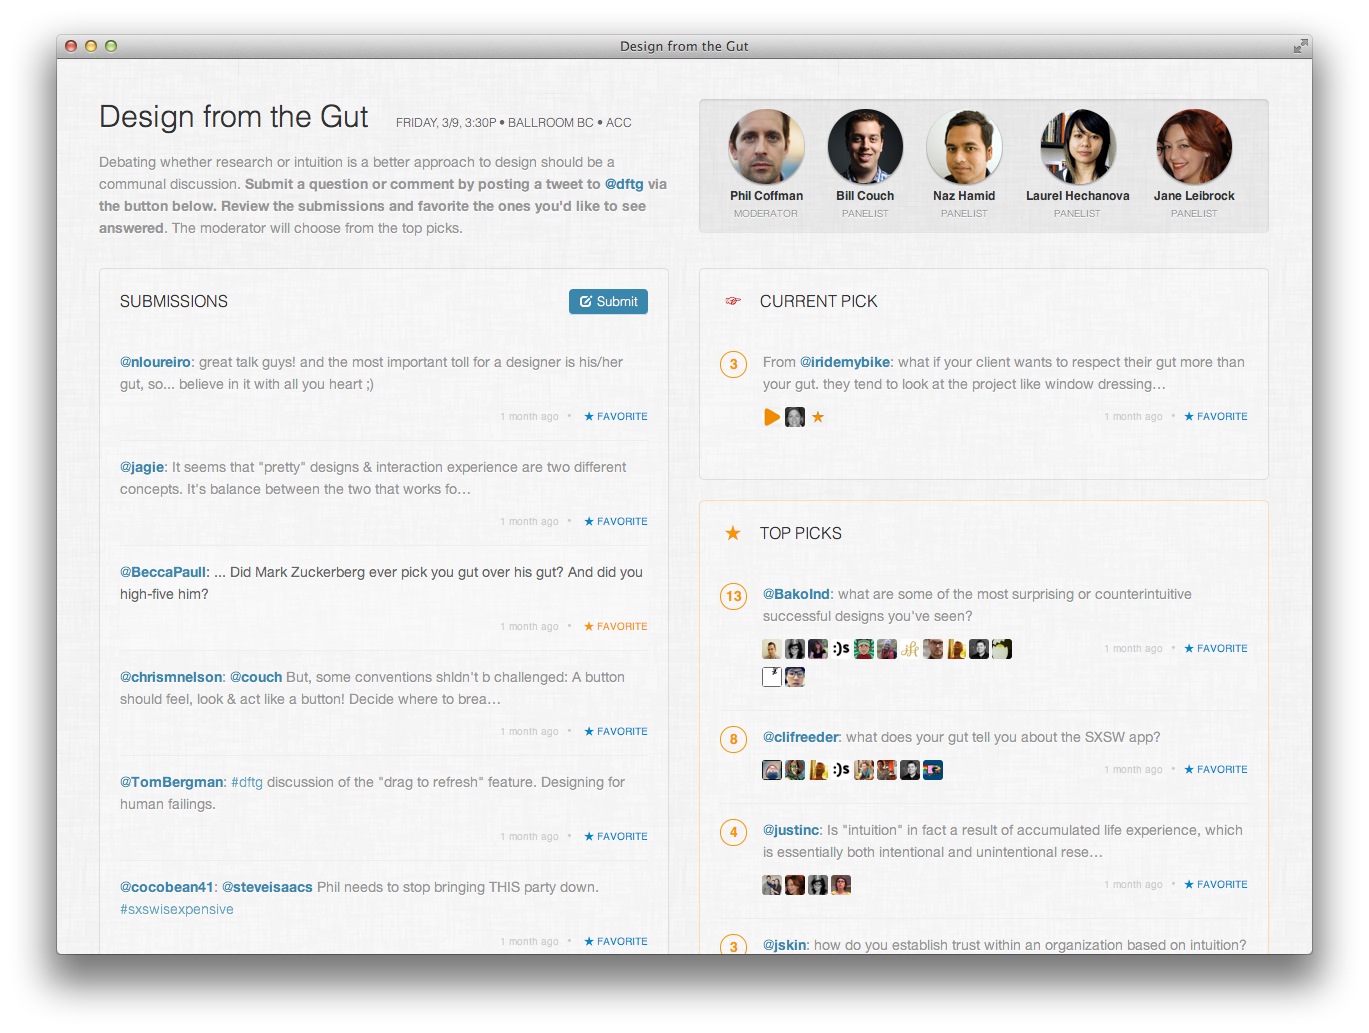 Design from the Gut
Design from the Gut FRIDAY, 3/9, 3:30P • BALLROOM BC • ACC
Debating whether research or intuition is a better approach to design should be a
communal discussion. Submit a question or comment by posting a tweet to @dftg via
the button below. Review the submissions and favorite the ones you'd like to see
answered. The moderator will choose from the top picks.
Phil Coffman
MODERATOR
Bill Couch
PANELIST
Naz Hamid
PANELIST
Laurel Hechanova
PANELIST
Jane Leibrock
PANELIST
SUBMISSIONS
Submit
@nloureiro: great talk guys! and the most important toll for a designer is his/her
gut, so... believe in it with all you heart ;)
1 month ago • ★ FAVORITE
@jagie: It seems that "pretty" designs & interaction experience are two different
concepts. It's balance between the two that works fo…
1 month ago • ★ FAVORITE
@BeccaPaull: ... Did Mark Zuckerberg ever pick you gut over his gut? And did you
high-five him?
1 month ago • ★ FAVORITE
@chrismnelson: @couch But, some conventions shldn't b challenged: A button
should feel, look & act like a button! Decide where to brea…
1 month ago • ★ FAVORITE
@TomBergman: #dftg discussion of the "drag to refresh" feature. Designing for
human failings.
1 month ago • ★ FAVORITE
@cocobean41: @steveisaacs Phil needs to stop bringing THIS party down.
#sxswisexpensive
1 month ago • ★ FAVORITE
☞ CURRENT PICK
3 From @iridemybike: what if your client wants to respect their gut more than
your gut. they tend to look at the project like window dressing…
1 month ago • ★ FAVORITE
★ TOP PICKS
13 @BakoInd: what are some of the most surprising or counterintuitive
successful designs you've seen?
:)s
1 month ago • ★ FAVORITE
8 @clifreeder: what does your gut tell you about the SXSW app?
:)s
1 month ago • ★ FAVORITE
4 @justinc: Is "intuition" in fact a result of accumulated life experience, which
is essentially both intentional and unintentional rese…
1 month ago • ★ FAVORITE
3 @jskin: how do you establish trust within an organization based on intuition?